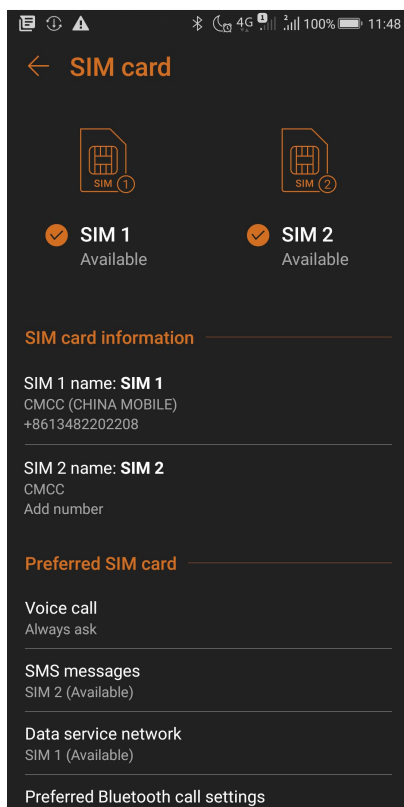 4G 1 2 100% 11:48
SIM card
SIM 1 SIM 2
SIM 1 SIM 2
Available Available
SIM card information
SIM 1 name: SIM 1
CMCC (CHINA MOBILE)
+8613482202208
SIM 2 name: SIM 2
CMCC
Add number
Preferred SIM card
Voice call
Always ask
SMS messages
SIM 2 (Available)
Data service network
SIM 1 (Available)
Preferred Bluetooth call settings